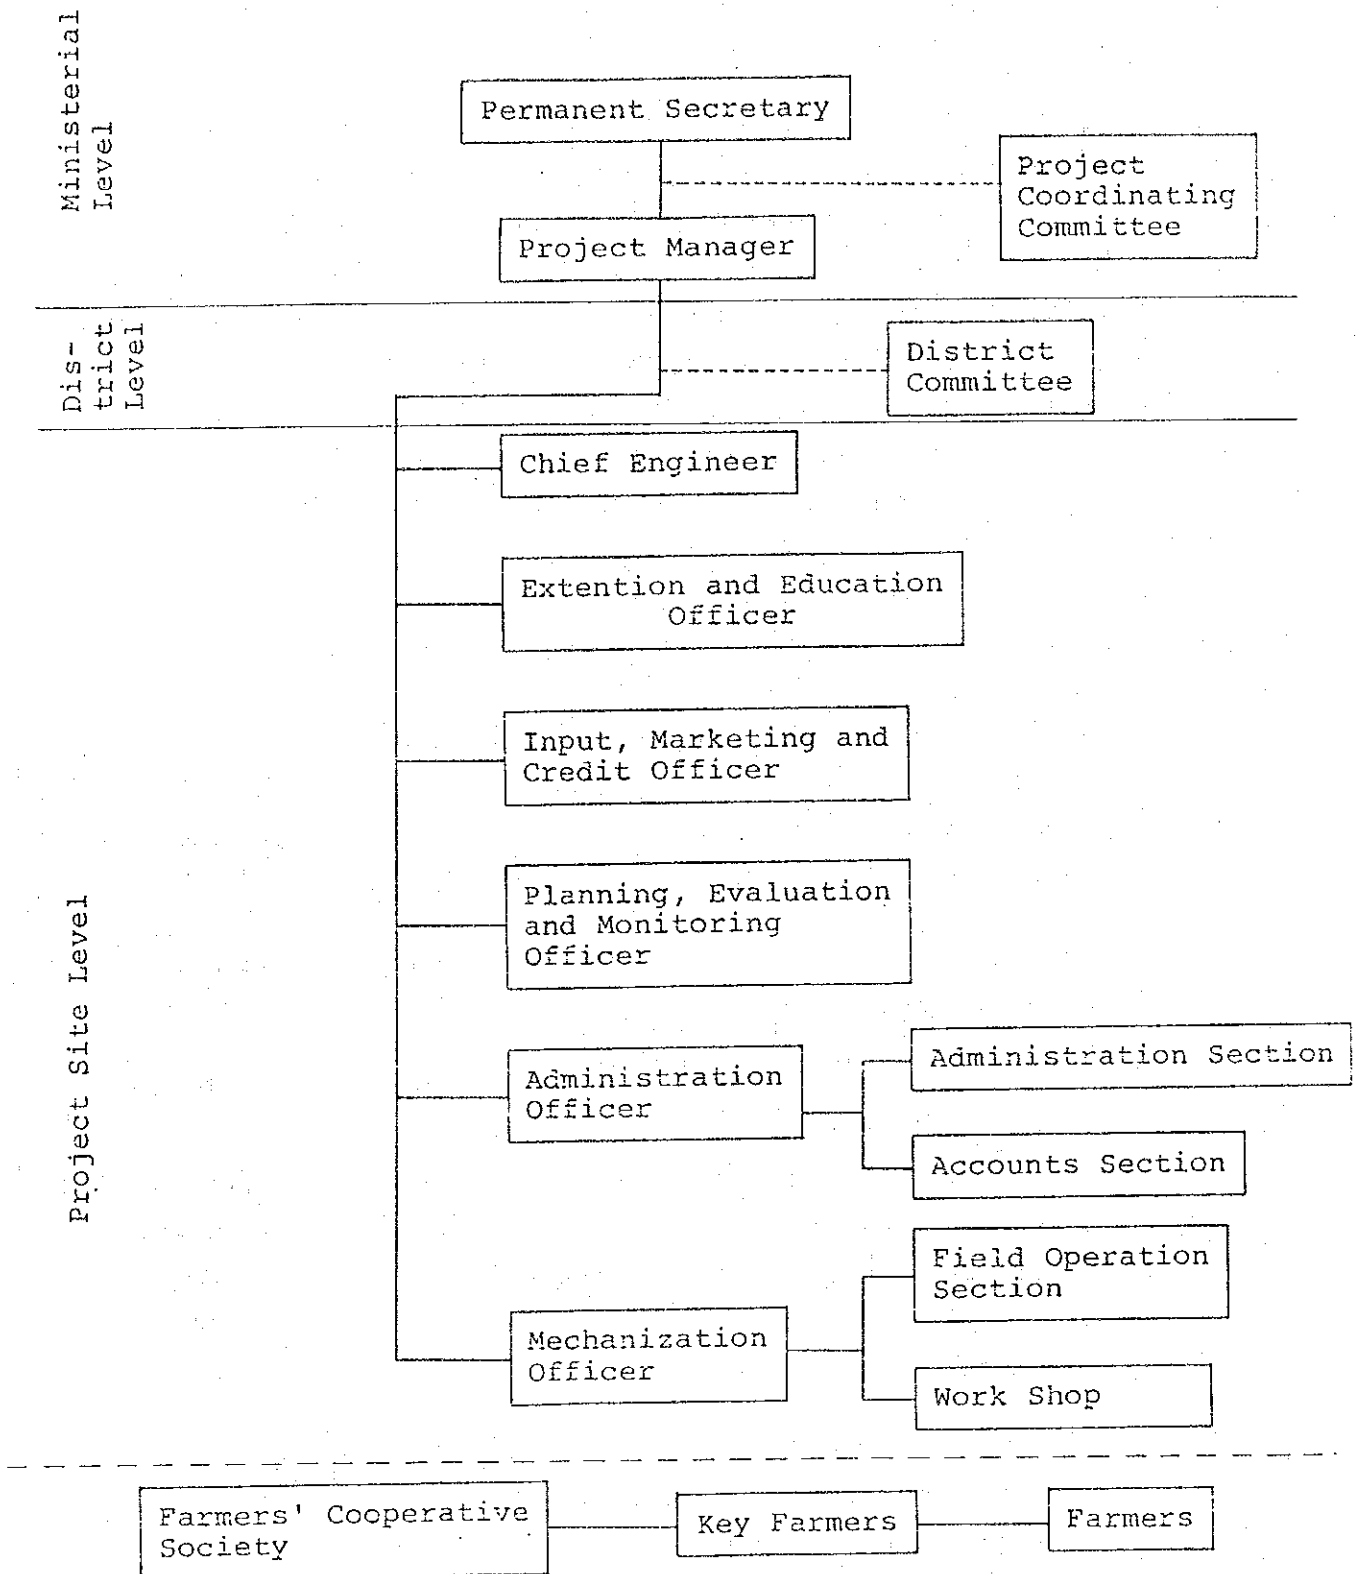 Ministerial
Level
Permanent Secretary
Project
Coordinating
Committee
Project Manager
Dis-
trict
Level
District
Committee
Project Site Level
Chief Engineer
Extention and Education
Officer
Input, Marketing and
Credit Officer
Planning, Evaluation
and Monitoring
Officer
Administration
Officer
Administration Section
Accounts Section
Mechanization
Officer
Field Operation
Section
Work Shop
Farmers' Cooperative
Society
Key Farmers
Farmers